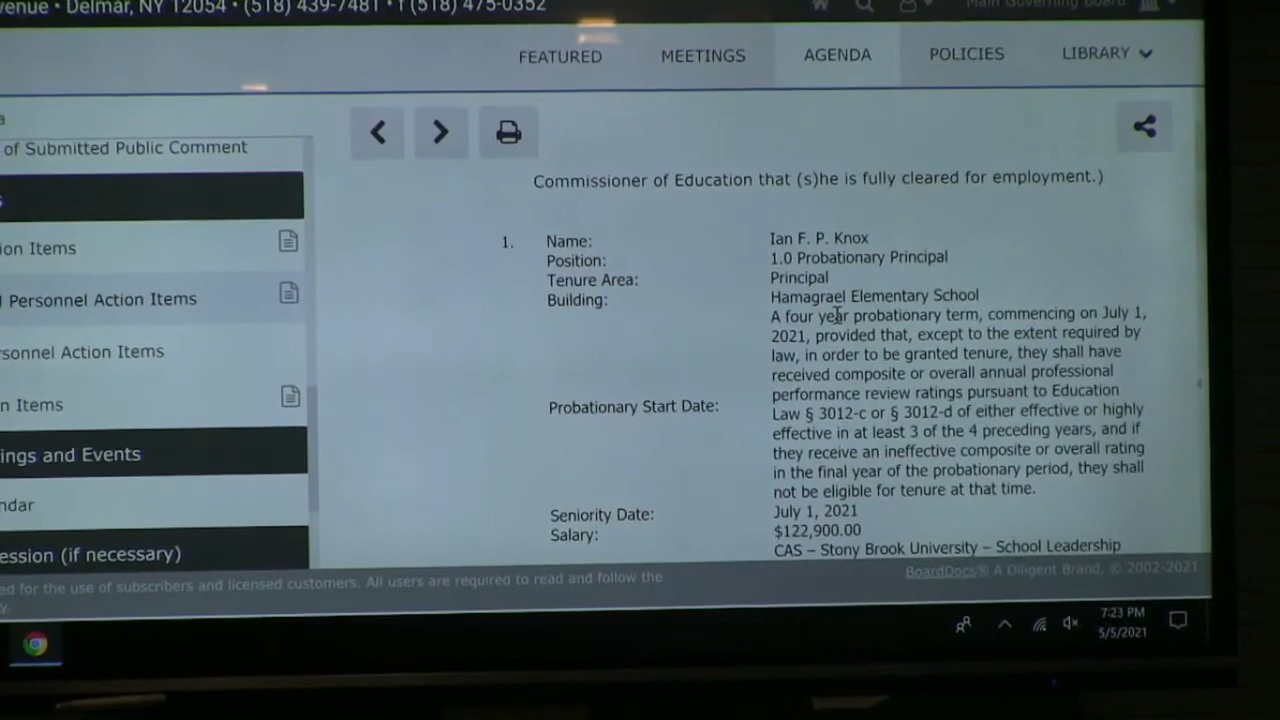 venue • Delmar, NY 12054 • (518) 439-7481 • f (518) 475-0352
Main Governing Board
FEATURED MEETINGS AGENDA POLICIES LIBRARY
a
of Submitted Public Comment
s
ion Items
l Personnel Action Items
rsonnel Action Items
n Items
ings and Events
ndar
ession (if necessary)
Commissioner of Education that (s)he is fully cleared for employment.)
1. Name: Ian F. P. Knox
Position: 1.0 Probationary Principal
Tenure Area: Principal
Building: Hamagrael Elementary School
A four year probationary term, commencing on July 1,
2021, provided that, except to the extent required by
law, in order to be granted tenure, they shall have
received composite or overall annual professional
performance review ratings pursuant to Education
Probationary Start Date: Law § 3012-c or § 3012-d of either effective or highly
effective in at least 3 of the 4 preceding years, and if
they receive an ineffective composite or overall rating
in the final year of the probationary period, they shall
not be eligible for tenure at that time.
Seniority Date: July 1, 2021
Salary: $122,900.00
CAS – Stony Brook University – School Leadership
ed for the use of subscribers and licensed customers. All users are required to read and follow the
y.
BoardDocs® A Diligent Brand, © 2002-2021
7:23 PM
5/5/2021